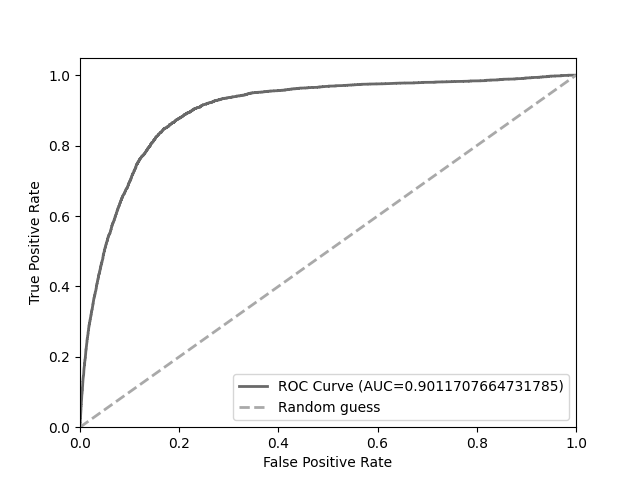 1.0
0.8
0.6
0.4
0.2
0.0
True Positive Rate
ROC Curve (AUC=0.9011707664731785)
Random guess
0.0 0.2 0.4 0.6 0.8 1.0
False Positive Rate